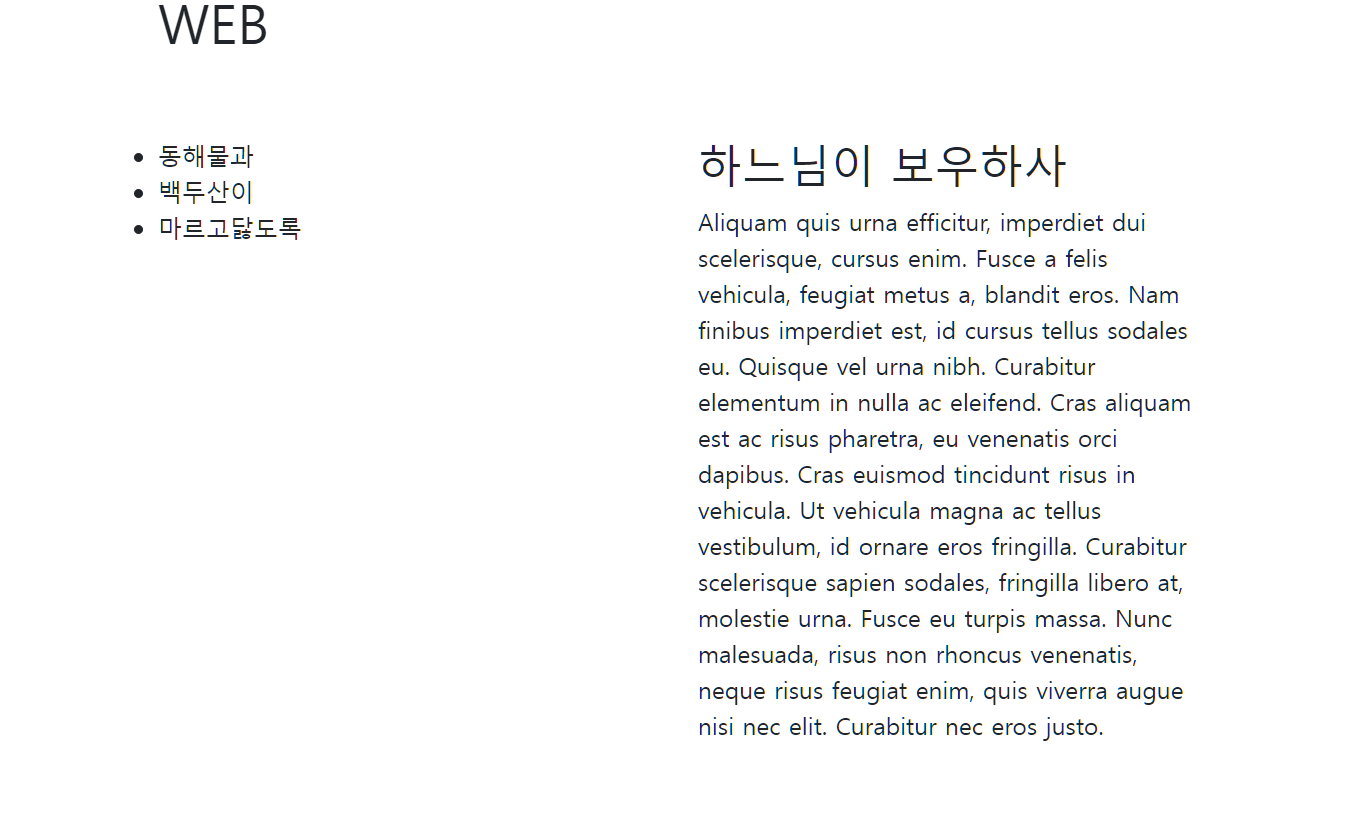 WEB
동해물과
백두산이
마르고닳도록
하느님이 보우하사
Aliquam quis urna efficitur, imperdiet dui
scelerisque, cursus enim. Fusce a felis
vehicula, feugiat metus a, blandit eros. Nam
finibus imperdiet est, id cursus tellus sodales
eu. Quisque vel urna nibh. Curabitur
elementum in nulla ac eleifend. Cras aliquam
est ac risus pharetra, eu venenatis orci
dapibus. Cras euismod tincidunt risus in
vehicula. Ut vehicula magna ac tellus
vestibulum, id ornare eros fringilla. Curabitur
scelerisque sapien sodales, fringilla libero at,
molestie urna. Fusce eu turpis massa. Nunc
malesuada, risus non rhoncus venenatis,
neque risus feugiat enim, quis viverra augue
nisi nec elit. Curabitur nec eros justo.